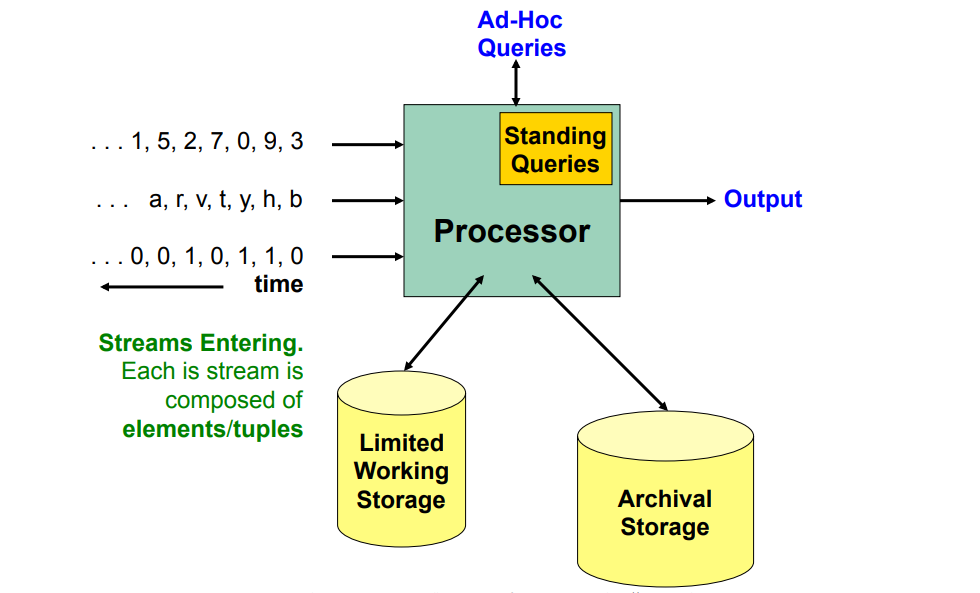 Ad-Hoc
Queries
. . . 1, 5, 2, 7, 0, 9, 3
. . . a, r, v, t, y, h, b
. . . 0, 0, 1, 0, 1, 1, 0
time
Standing
Queries
Processor
Output
Streams Entering.
Each is stream is
composed of
elements/tuples
Limited
Working
Storage
Archival
Storage